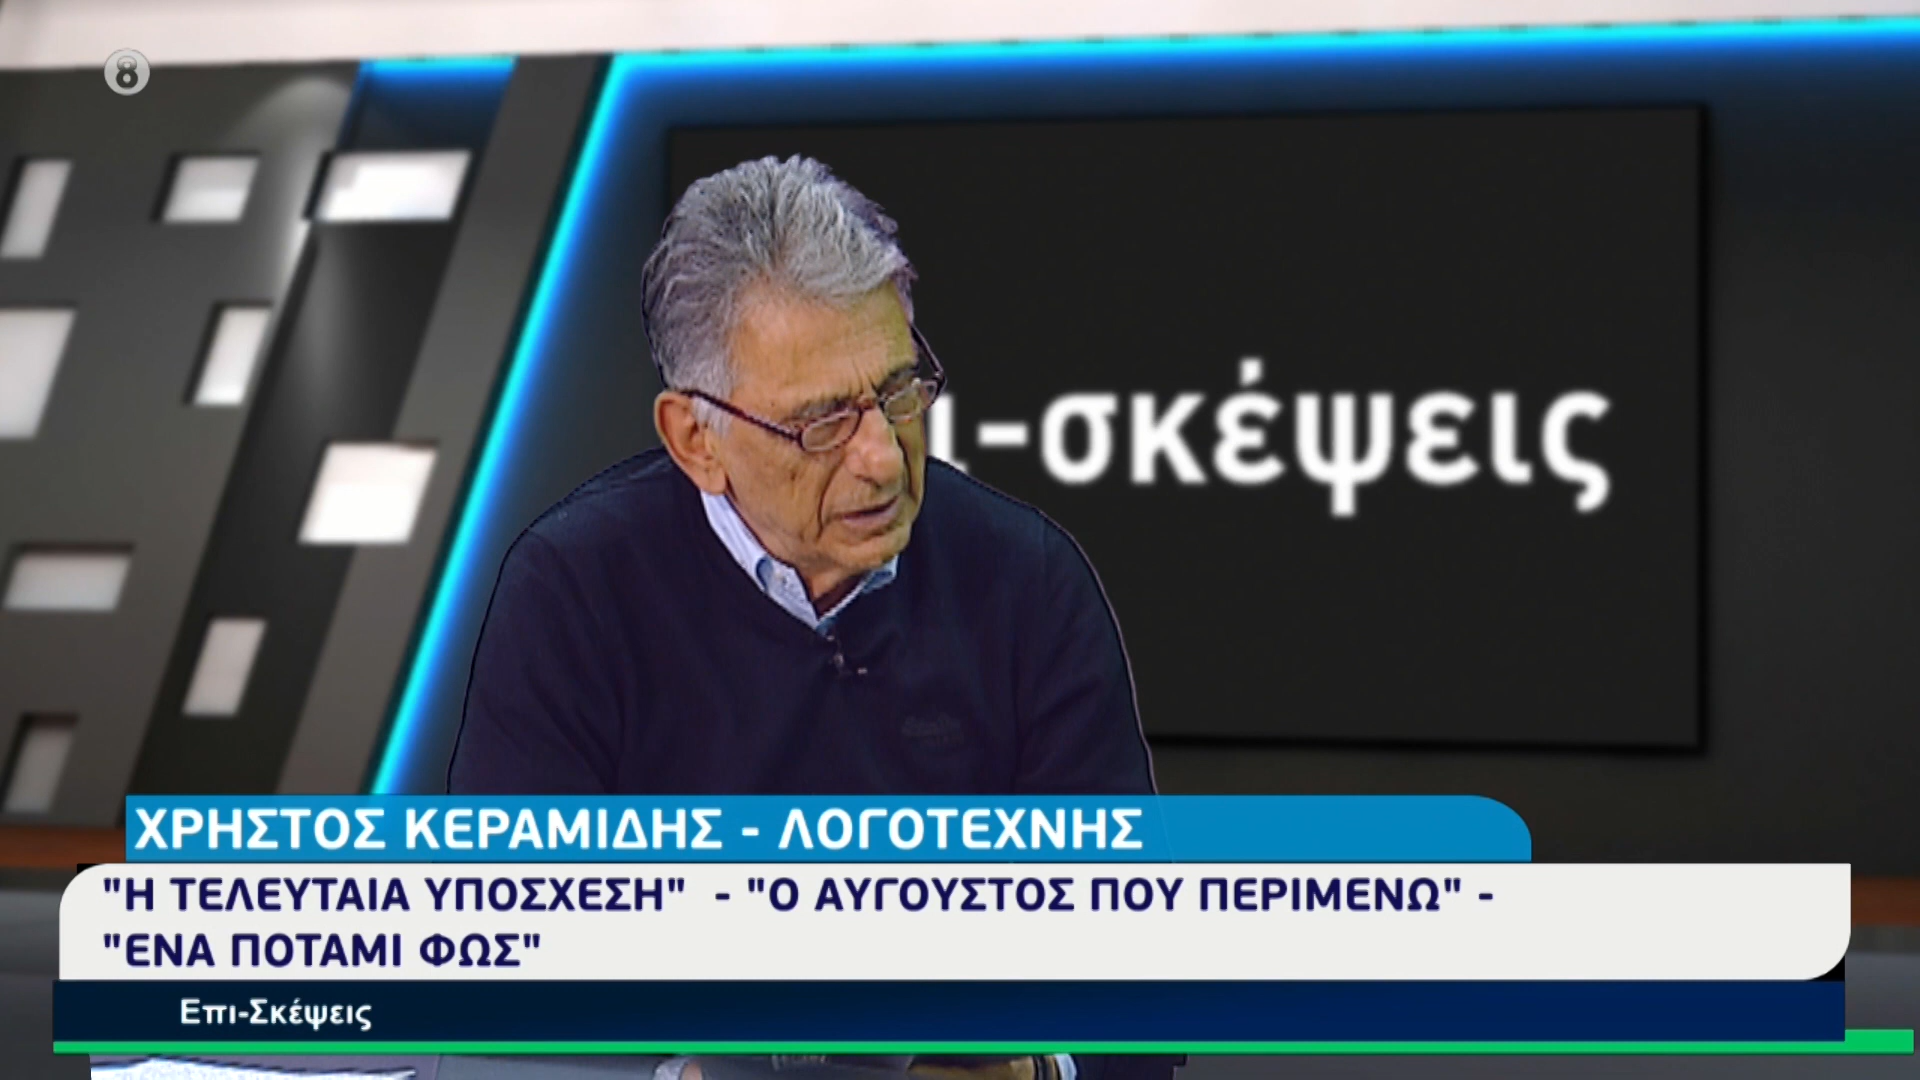 8
ι-σκέψεις
ΧΡΗΣΤΟΣ ΚΕΡΑΜΙΔΗΣ - ΛΟΓΟΤΕΧΝΗΣ
"Η ΤΕΛΕΥΤΑΙΑ ΥΠΟΣΧΕΣΗ" - "Ο ΑΥΓΟΥΣΤΟΣ ΠΟΥ ΠΕΡΙΜΕΝΩ" -
"ΕΝΑ ΠΟΤΑΜΙ ΦΩΣ"
Επι-Σκέψεις